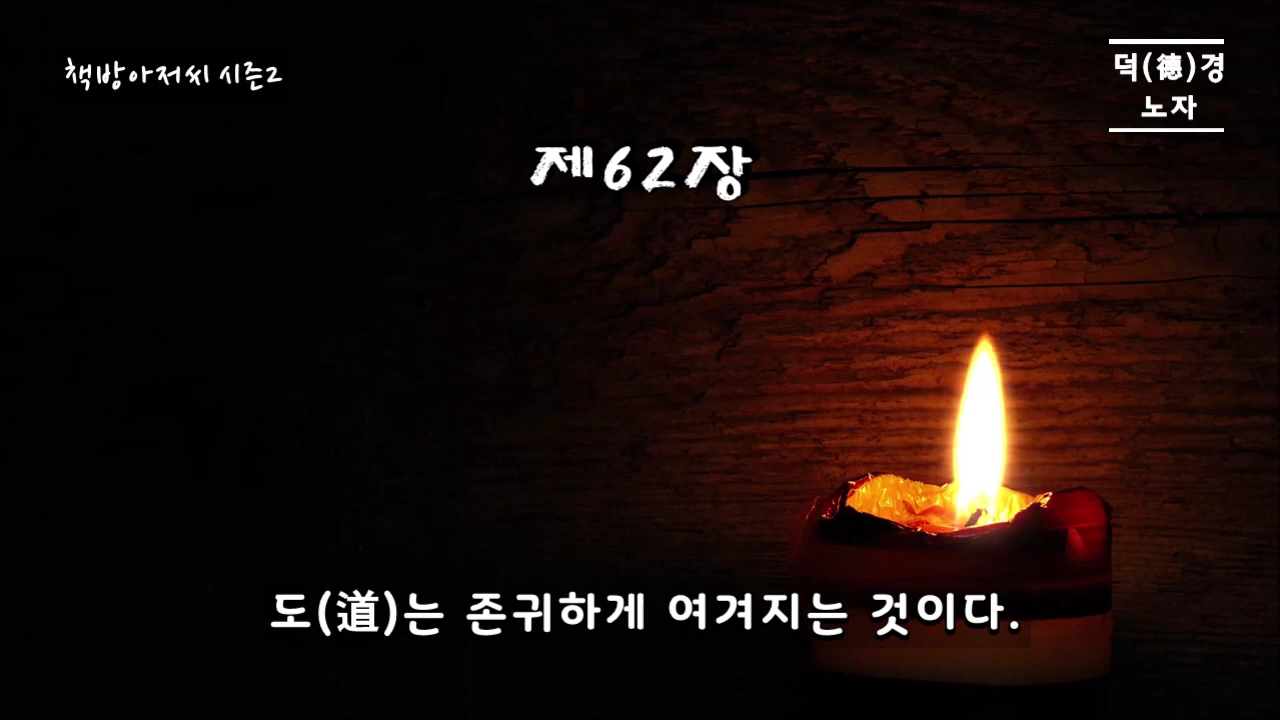 책방아저씨 시즌2
덕(德)경
노자
제62장
도(道)는 존귀하게 여겨지는 것이다.